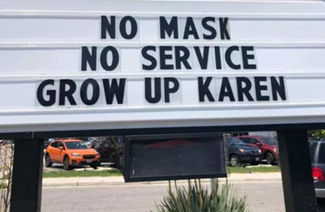 NO MASK
NO SERVICE
GROW UP KAREN